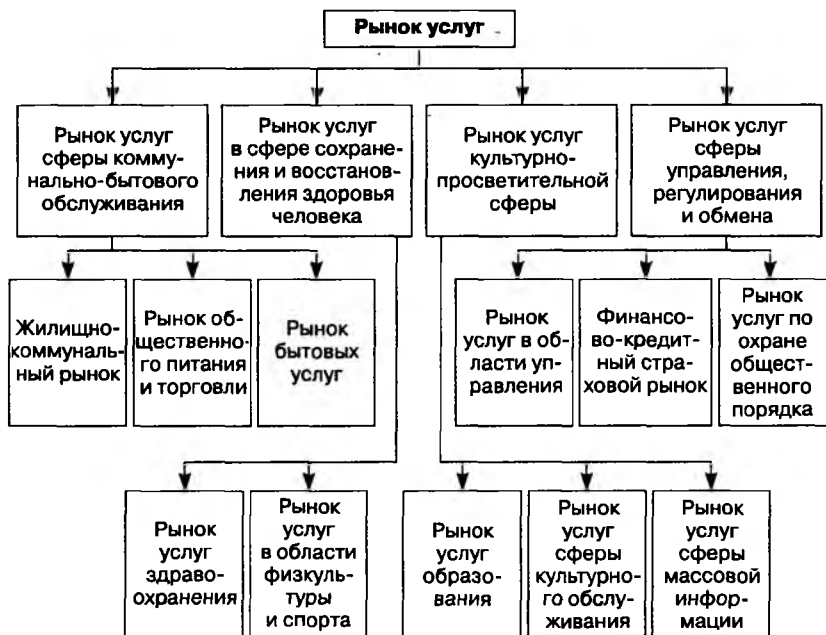 Рынок услуг
Рынок услуг
сферы комму-
нально-бытового
обслуживания
Рынок услуг
в сфере сохране-
ния и восстанов-
ления здоровья
человека
Рынок услуг
культурно-
просветительной
сферы
Рынок услуг
сферы
управления,
регулирования
и обмена
Жилищно-
коммуналь-
ный рынок
Рынок об-
щественно-
го питания
и торговли
Рынок
бытовых
услуг
Рынок
услуг в об-
ласти уп-
равления
Финансо-
во-кредит-
ный стра-
ховой рынок
Рынок
услуг по
охране
общест-
венного
порядка
Рынок
услуг
здраво-
охранения
Рынок
услуг
в области
физкуль-
туры
и спорта
Рынок
услуг
образо-
вания
Рынок
услуг
сферы
культурно-
го обслу-
живания
Рынок
услуг
сферы
массовой
инфор-
мации